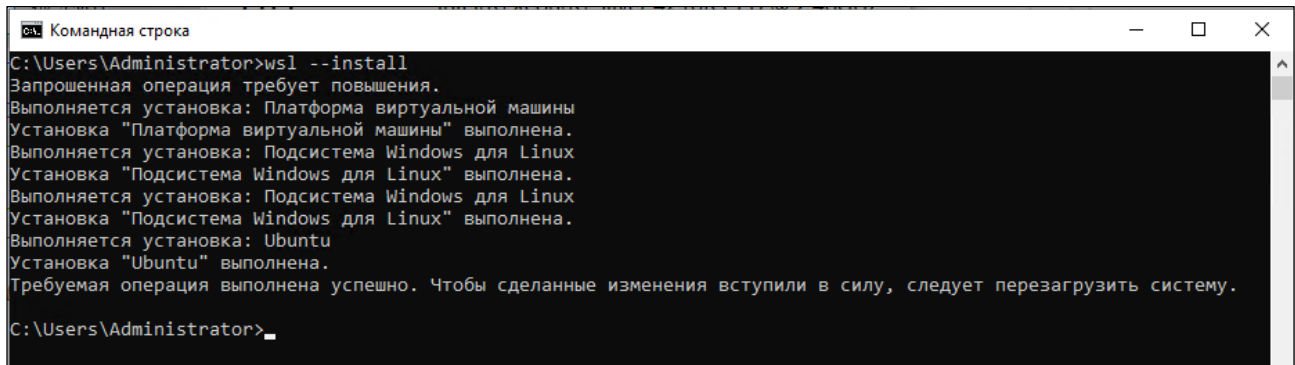 Командная строка
C:\Users\Administrator>wsl --install
Запрошенная операция требует повышения.
Выполняется установка: Платформа виртуальной машины
Установка "Платформа виртуальной машины" выполнена.
Выполняется установка: Подсистема Windows для Linux
Установка "Подсистема Windows для Linux" выполнена.
Выполняется установка: Подсистема Windows для Linux
Установка "Подсистема Windows для Linux" выполнена.
Выполняется установка: Ubuntu
Установка "Ubuntu" выполнена.
Требуемая операция выполнена успешно. Чтобы сделанные изменения вступили в силу, следует перезагрузить систему.
C:\Users\Administrator>